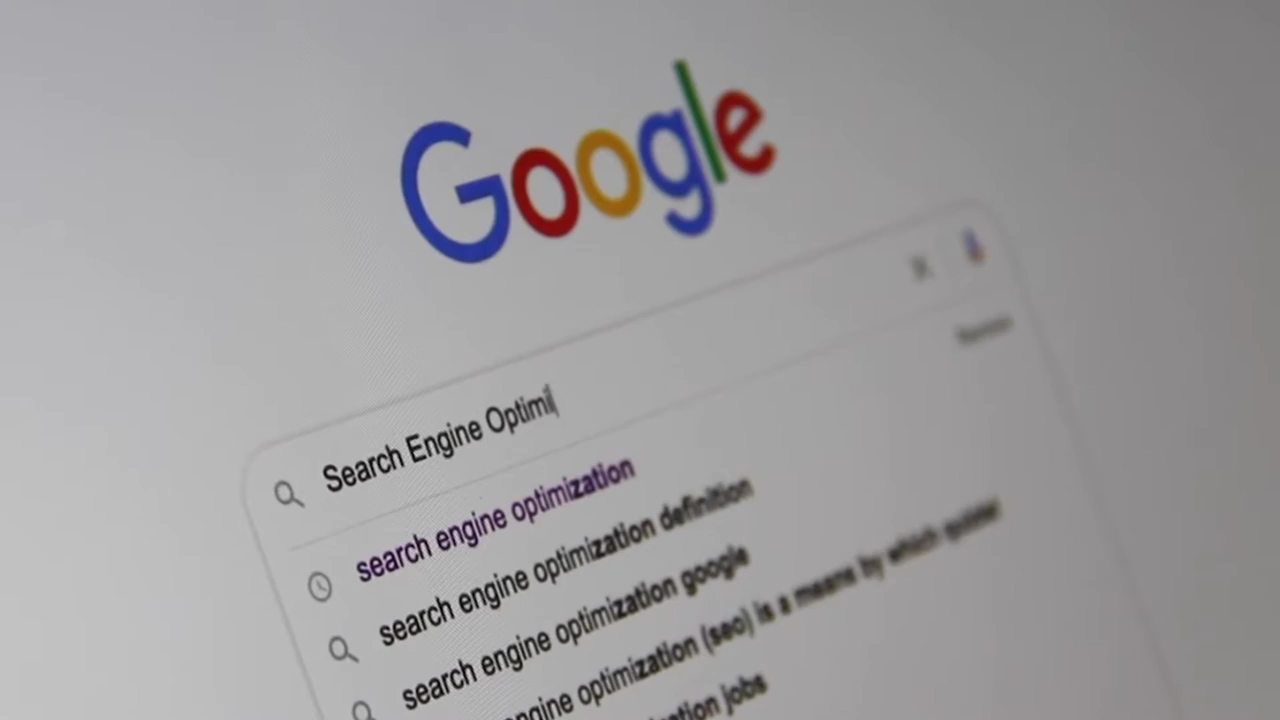 Google
Search Engine Optimi
search engine optimization
search engine optimization definition
search engine optimization google
engine optimization (seo) is a means by which
optimization jobs